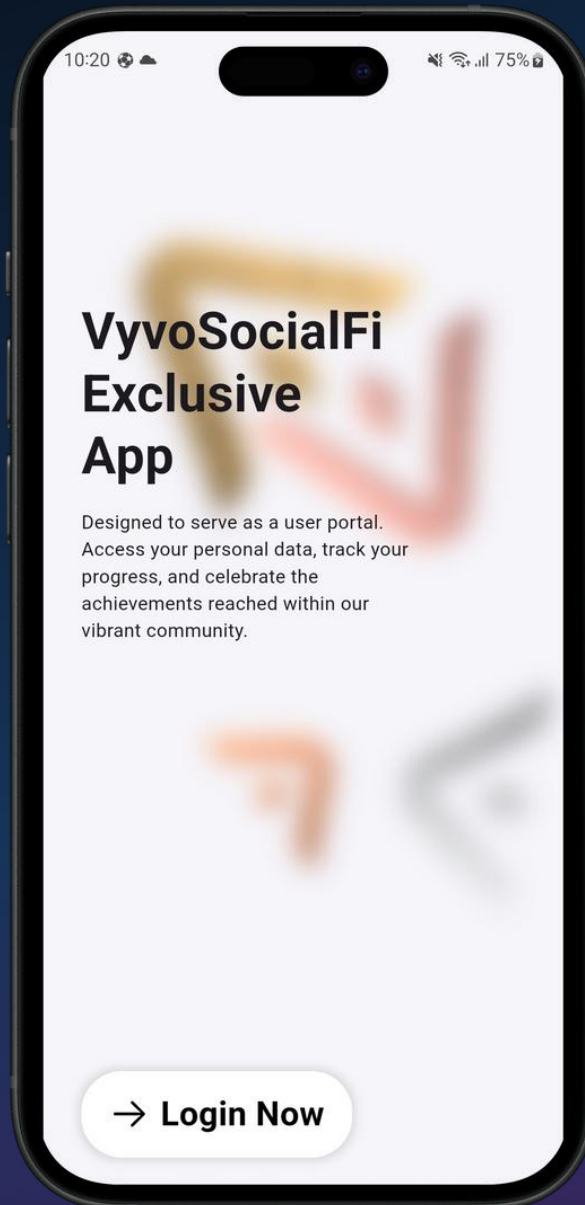 10:20 75%
VyvoSocialFi
Exclusive
App
Designed to serve as a user portal.
Access your personal data, track your
progress, and celebrate the
achievements reached within our
vibrant community.
→ Login Now